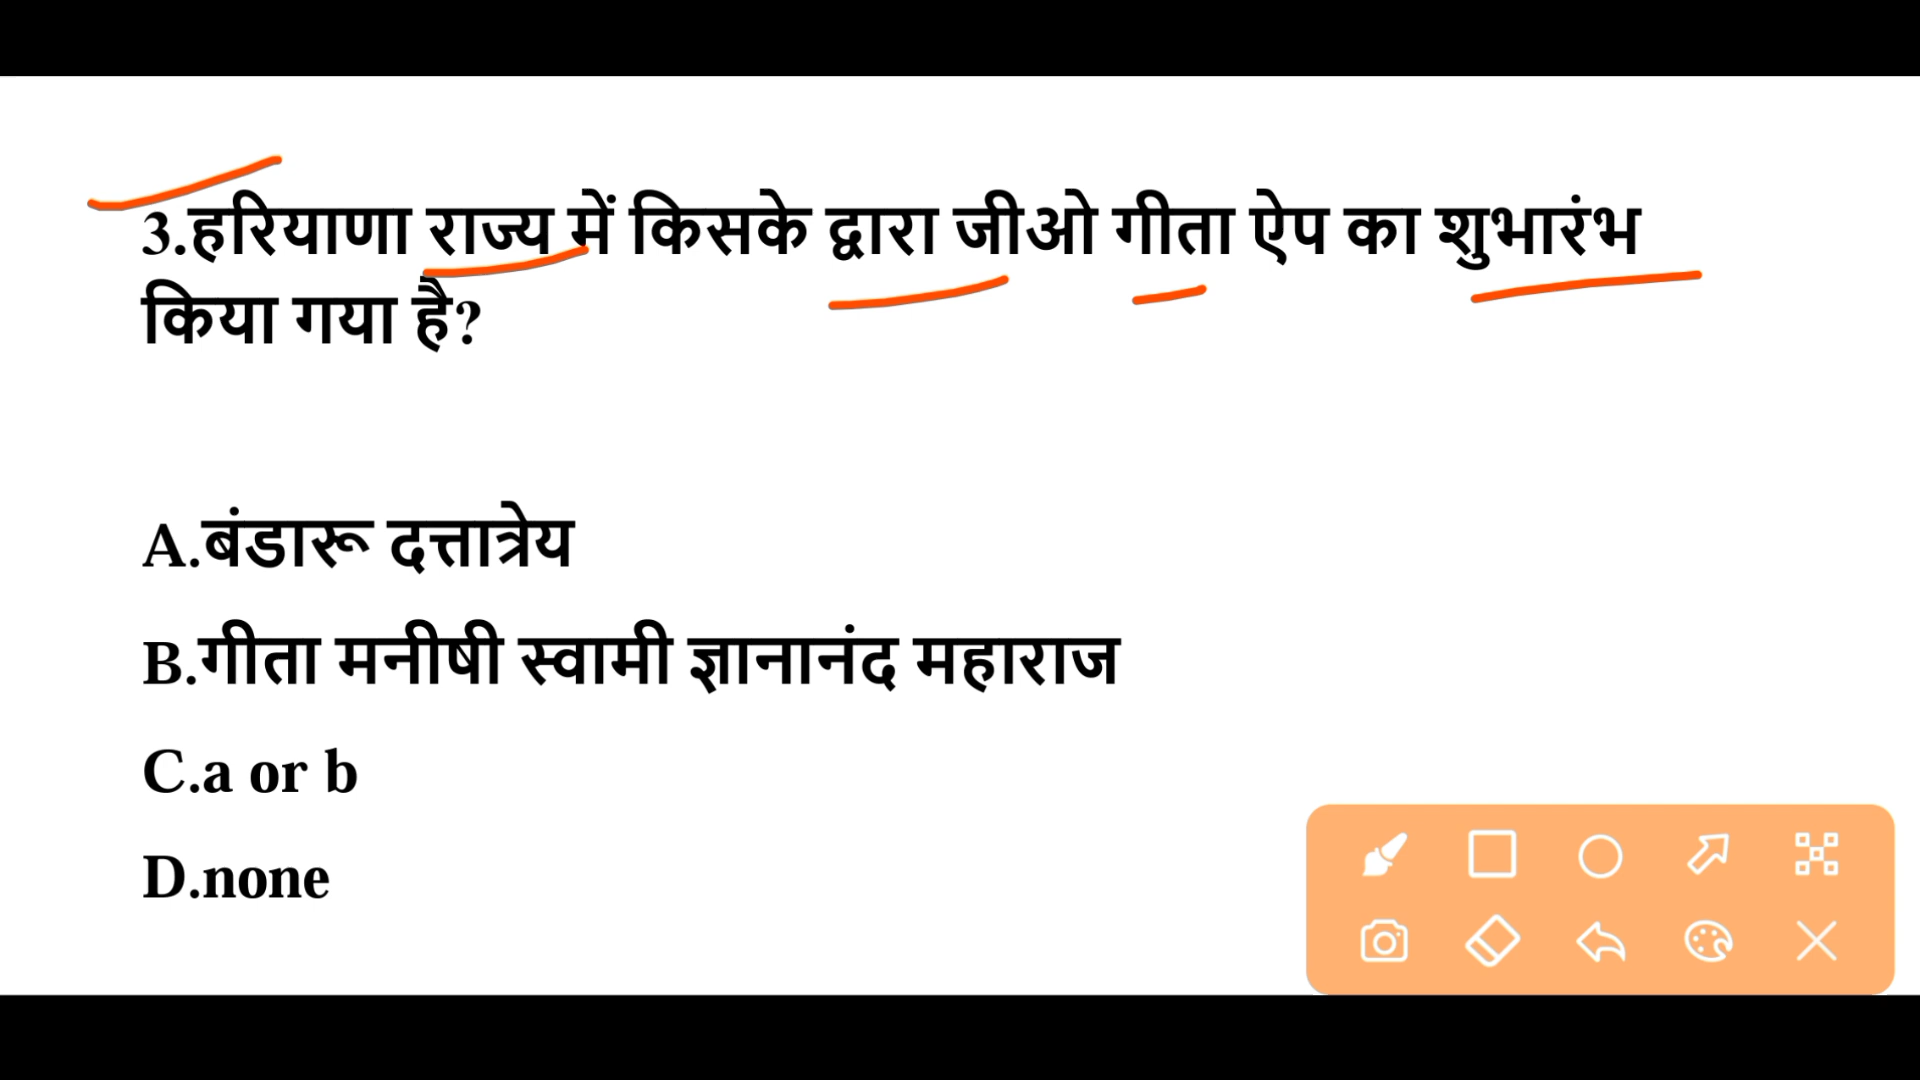 3.हरियाणा राज्य में किसके द्वारा जीओ गीता ऐप का शुभारंभ
किया गया है?
A.बंडारू दत्तात्रेय
B.गीता मनीषी स्वामी ज्ञानानंद महाराज
C.a or b
D.none